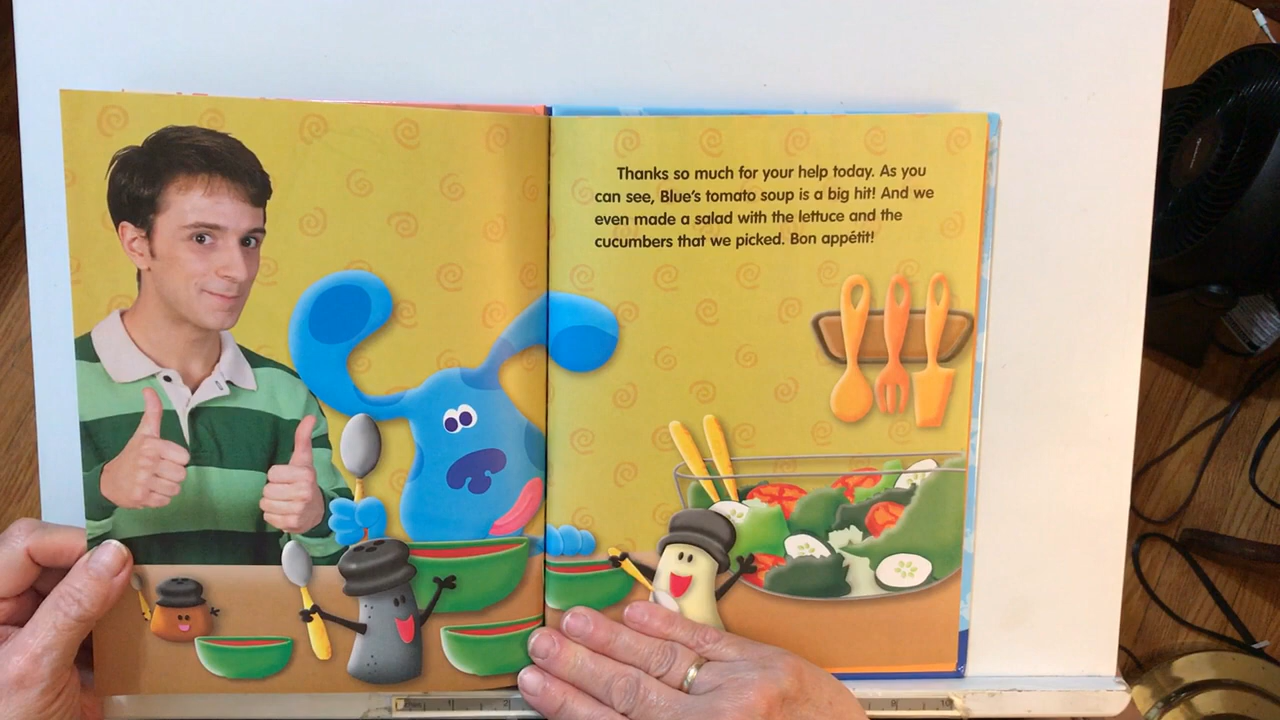 Thanks so much for your help today. As you
can see, Blue's tomato soup is a big hit! And we
even made a salad with the lettuce and the
cucumbers that we picked. Bon appétit!